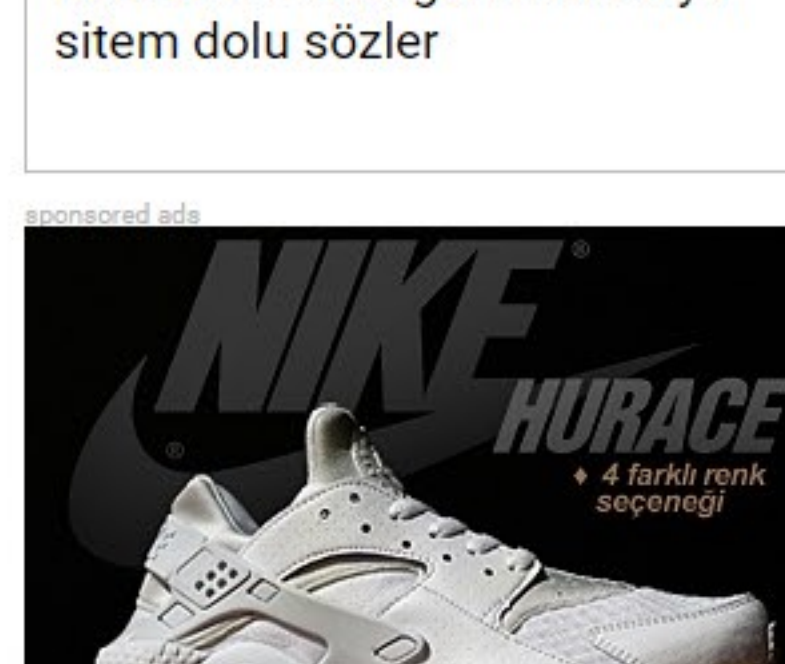 sitem dolu sözler
sponsored ads
NIKE®
HURACE
®
♦ 4 farklı renk
seçeneği